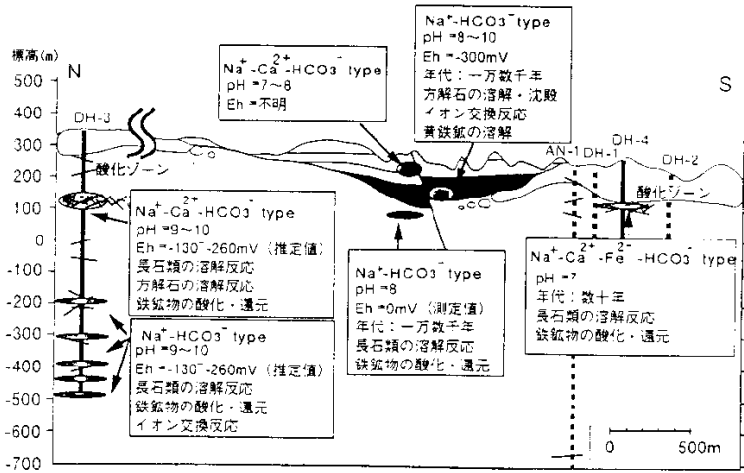 標高(m)
N
S
500
400
300
200
100
0
-100
-200
-300
-400
-500
-600
-700
DH-3
酸化ゾーン
Na⁺-Ca²⁺-HCO₃⁻ type
pH =7~8
Eh =不明
Na⁺-HCO₃⁻ type
pH =8~10
Eh =-300mV
年代：一万数千年
方解石の溶解・沈殿
イオン交換反応
黄鉄鉱の溶解
AN-1
DH-1
DH-4
DH-2
酸化ゾーン
Na⁺-Ca²⁺-HCO₃⁻ type
pH =9~10
Eh =-130⁻-260mV (推定値)
長石類の溶解反応
方解石の溶解反応
鉄鉱物の酸化・還元
Na⁺-HCO₃⁻ type
pH =9~10
Eh =-130⁻-260mV (推定値)
長石類の溶解反応
鉄鉱物の酸化・還元
イオン交換反応
Na⁺-HCO₃⁻ type
pH =8
Eh =0mV (測定値)
年代：一万数千年
長石類の溶解反応
鉄鉱物の酸化・還元
Na⁺-Ca²⁺-Fe²⁻-HCO₃⁻ type
pH =7
年代：数十年
長石類の溶解反応
鉄鉱物の酸化・還元
0 500m